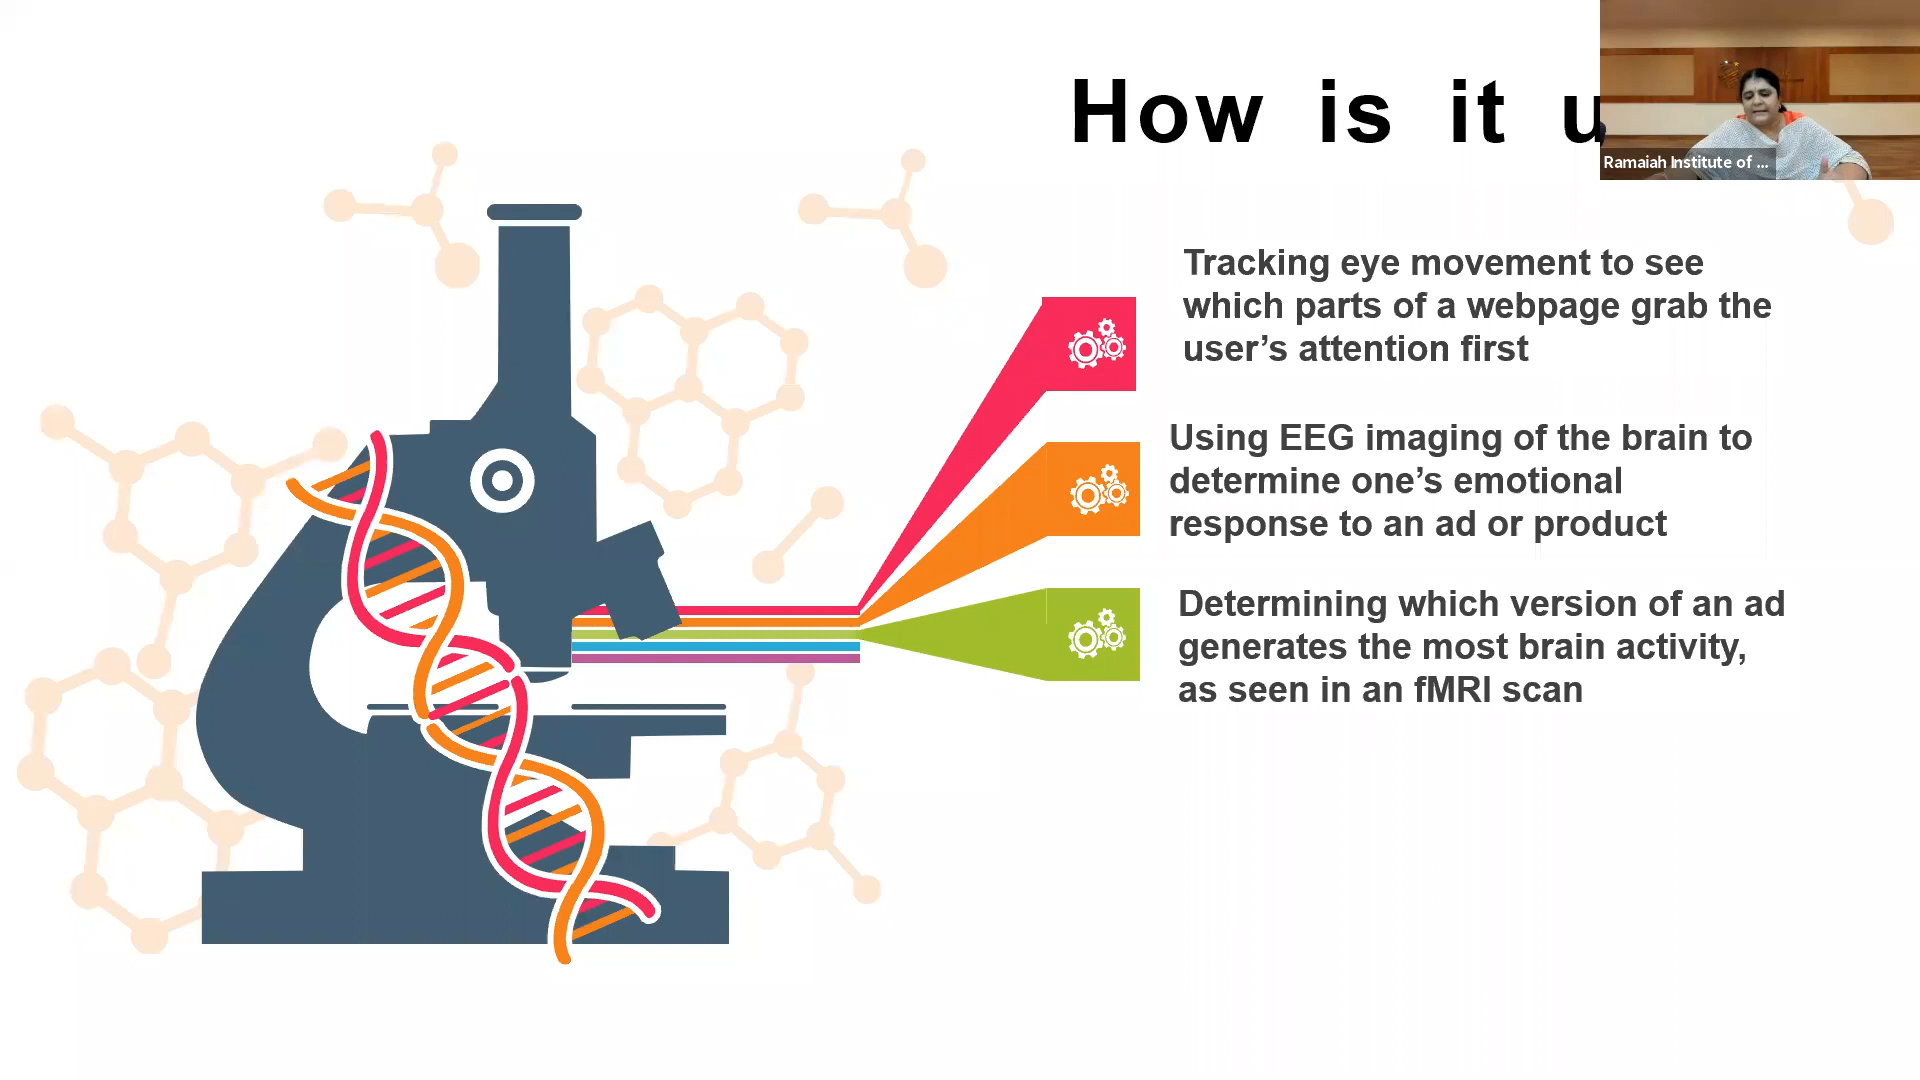 How is it
Ramaiah Institute of ...
Tracking eye movement to see
which parts of a webpage grab the
user’s attention first
Using EEG imaging of the brain to
determine one’s emotional
response to an ad or product
Determining which version of an ad
generates the most brain activity,
as seen in an fMRI scan